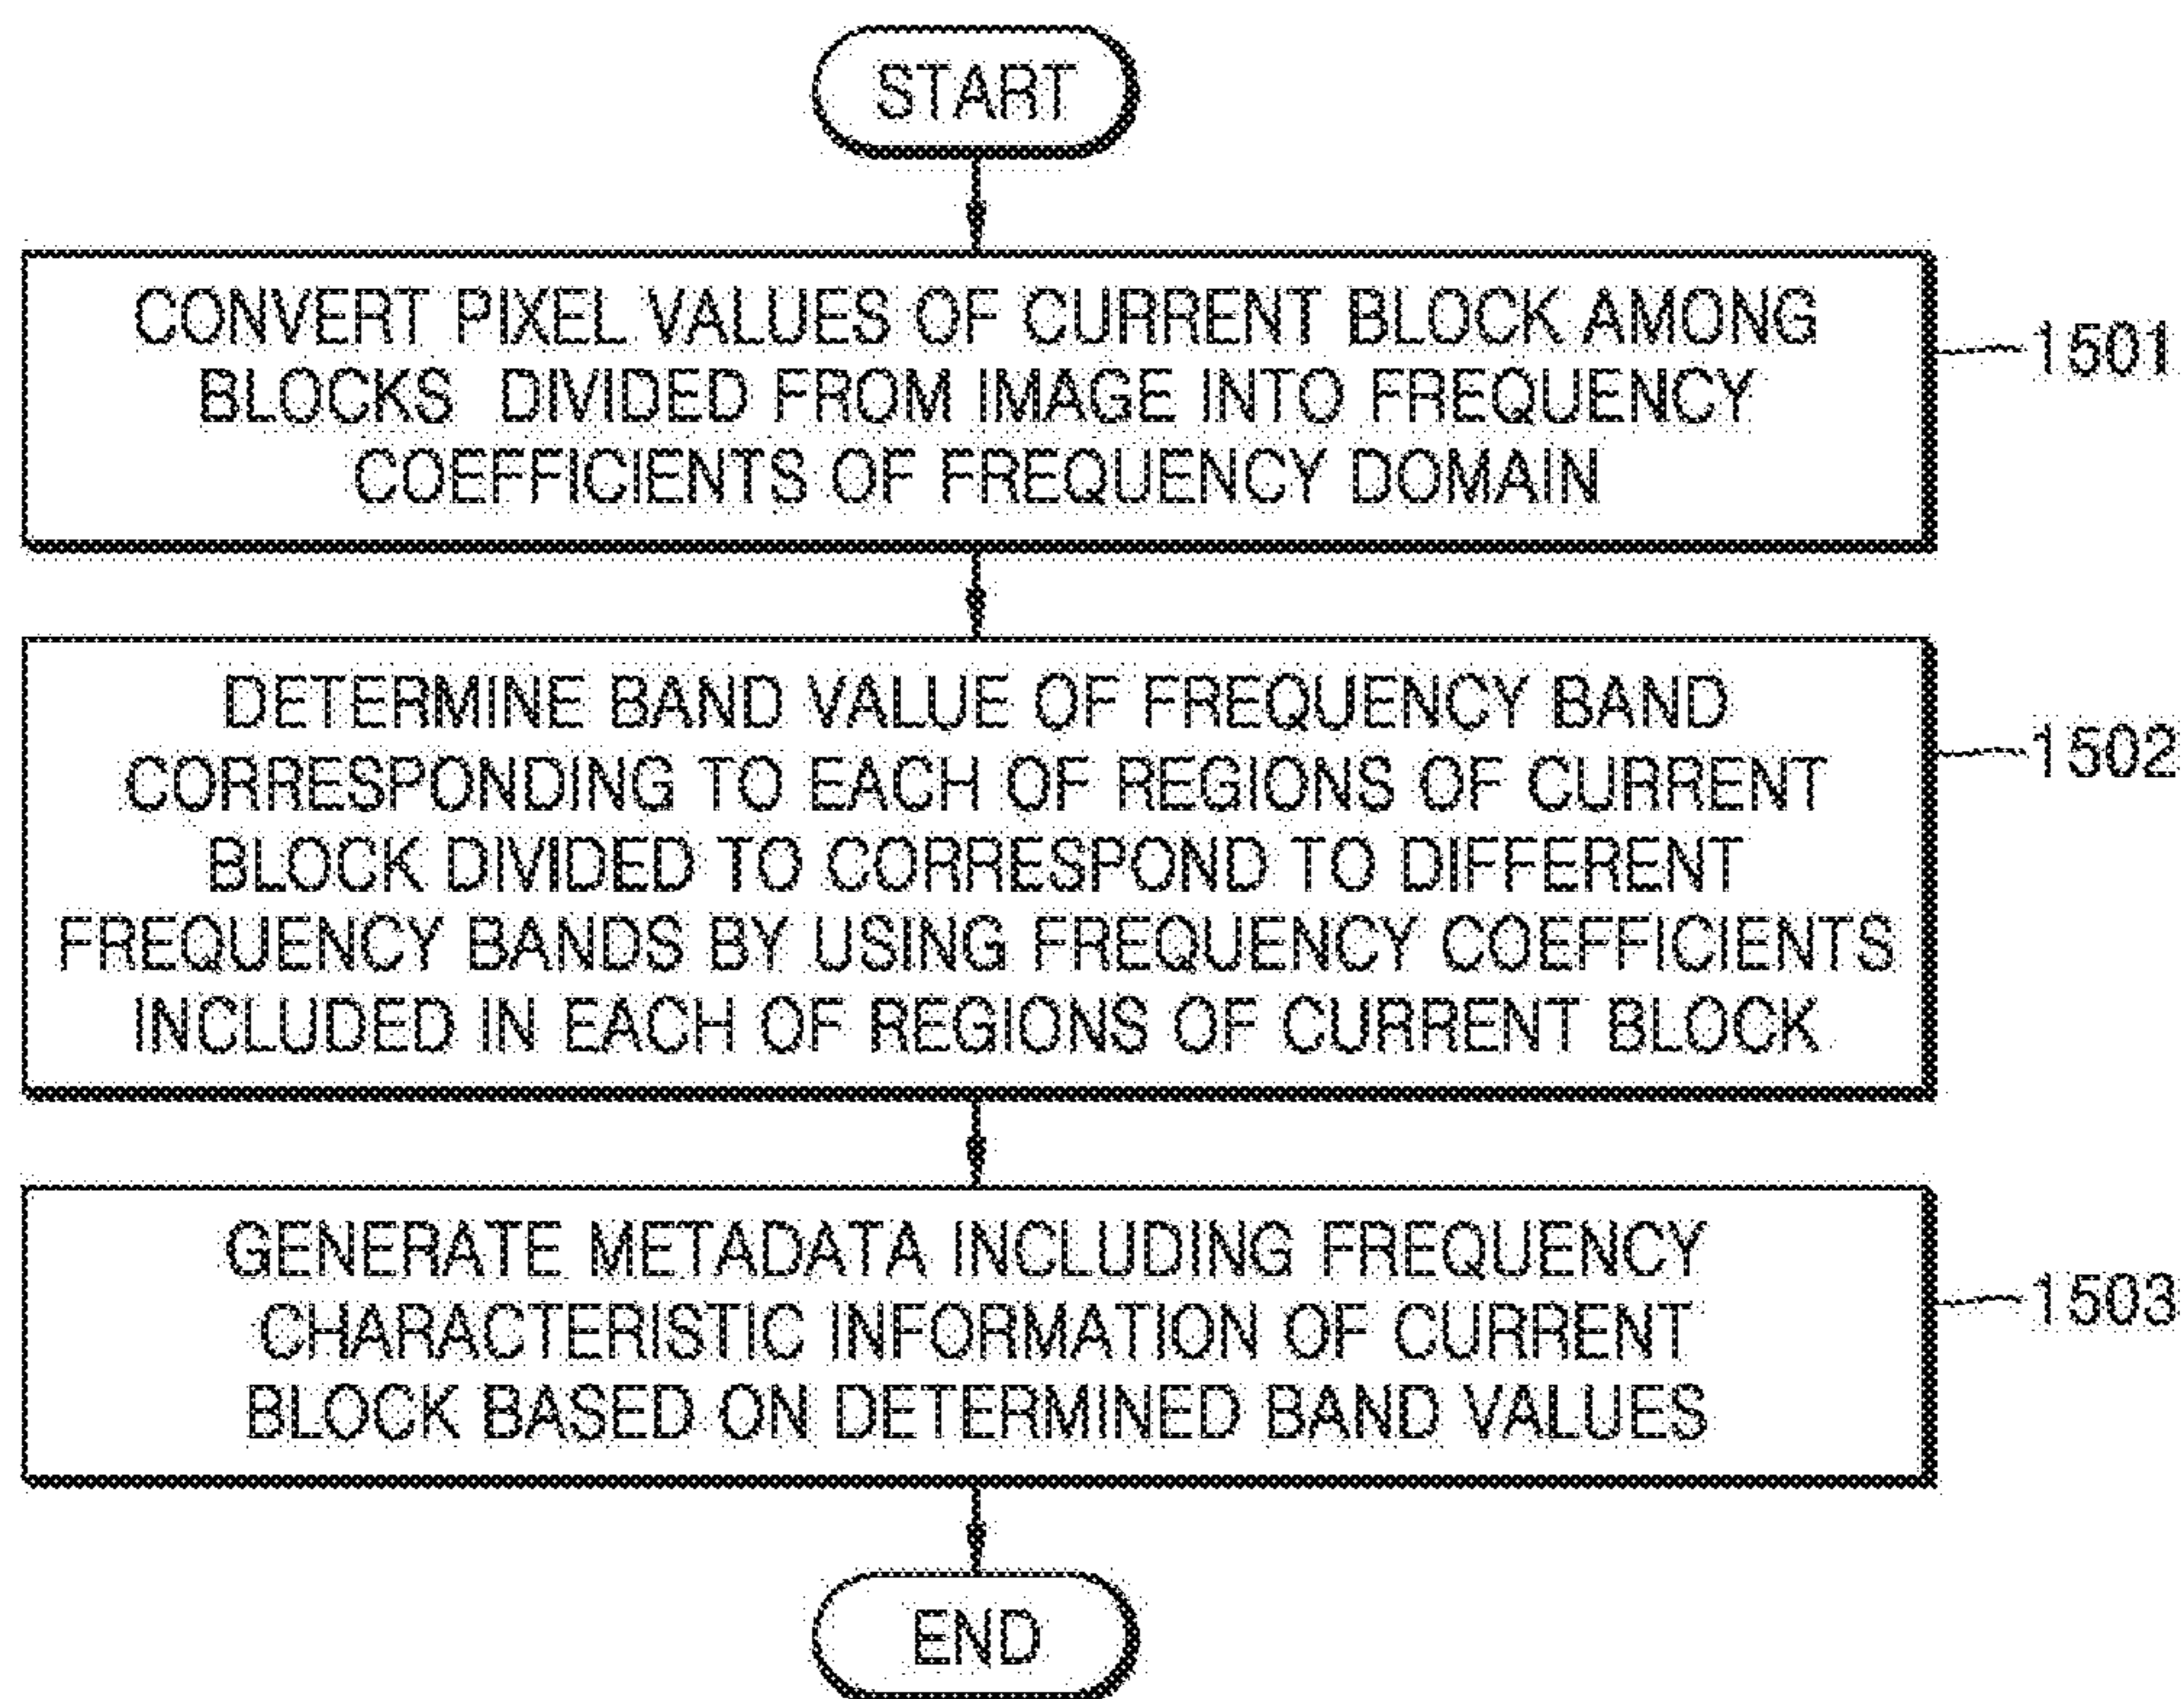 START
CONVERT PIXEL VALUES OF CURRENT BLOCK AMONG
BLOCKS DIVIDED FROM IMAGE INTO FREQUENCY
COEFFICIENTS OF FREQUENCY DOMAIN
1501
DETERMINE BAND VALUE OF FREQUENCY BAND
CORRESPONDING TO EACH OF REGIONS OF CURRENT
BLOCK DIVIDED TO CORRESPOND TO DIFFERENT
FREQUENCY BANDS BY USING FREQUENCY COEFFICIENTS
INCLUDED IN EACH OF REGIONS OF CURRENT BLOCK
1502
GENERATE METADATA INCLUDING FREQUENCY
CHARACTERISTIC INFORMATION OF CURRENT
BLOCK BASED ON DETERMINED BAND VALUES
1503
END